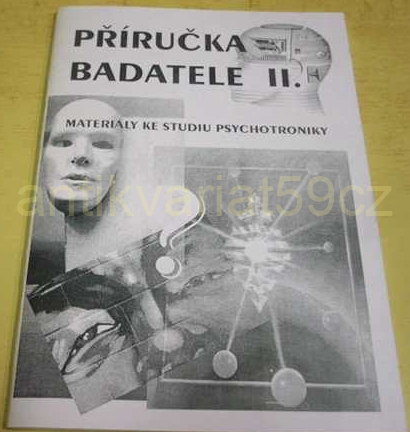 PŘÍRUČKA
BADATELE II.
MATERIÁLY KE STUDIU PSYCHOTRONIKY
antikvariat59cz
?